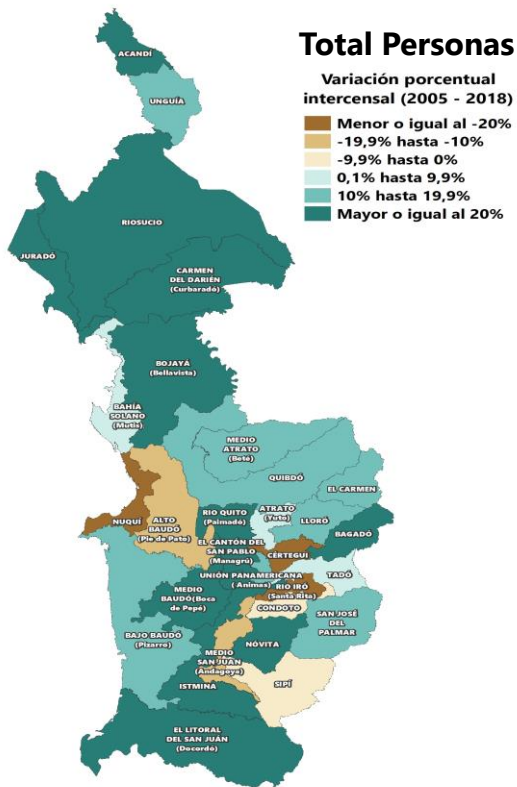 Total Personas
Variación porcentual
intercensal (2005 - 2018)
Menor o igual al -20%
-19,9% hasta -10%
-9,9% hasta 0%
0,1% hasta 9,9%
10% hasta 19,9%
Mayor o igual al 20%
ACANDÍ
UNGUÍA
RIOSUCIO
JURADÓ
CARMEN
DEL DARIÉN
(Curbaradó)
BOJAYÁ
(Bellavista)
BAHÍA
SOLANO
(Mutis)
MEDIO
ATRATO
(Beté)
QUIBDÓ
EL CARMEN
NUQUÍ
ALTO
BAUDÓ
(Pie de Pato)
RIO QUITO
(Paimadó)
ATRATO
(Yuto)
LLORÓ
BAGADÓ
EL CANTÓN DEL
SAN PABLO
(Managrú)
CÉRTEGUI
UNIÓN PANAMERICANA
(Ánimas)
TADÓ
RIO IRÓ
(Santa Rita)
MEDIO
BAUDÓ(Boca
de Pepé)
CONDOTO
SAN JOSÉ
DEL
PALMAR
BAJO BAUDÓ
(Pizarro)
NÓVITA
MEDIO
SAN JUAN
(Andagoya)
ISTMINA
SIPÍ
EL LITORAL
DEL SAN JUÁN
(Docordó)